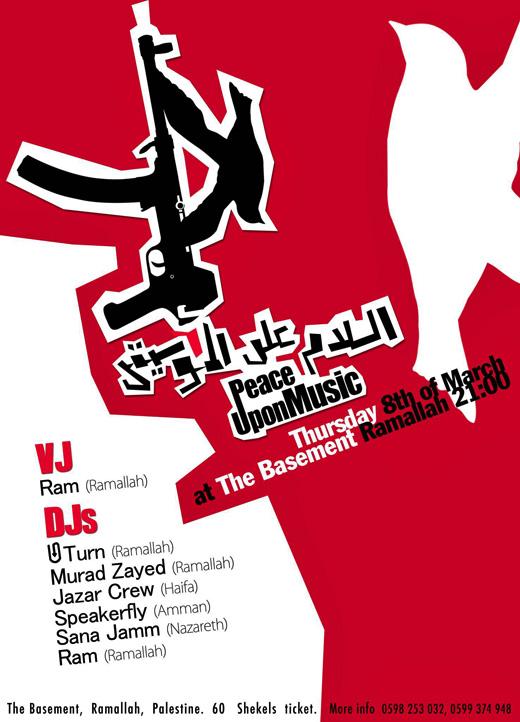 السلام على الموسيقى
Peace
UponMusic
Thursday 8th of March
at The Basement Ramallah 21:00
VJ
Ram (Ramallah)
DJs
UTurn (Ramallah)
Murad Zayed (Ramallah)
Jazar Crew (Haifa)
Speakerfly (Amman)
Sana Jamm (Nazareth)
Ram (Ramallah)
The Basement, Ramallah, Palestine. 60 Shekels ticket. More info 0598 253 032, 0599 374 948